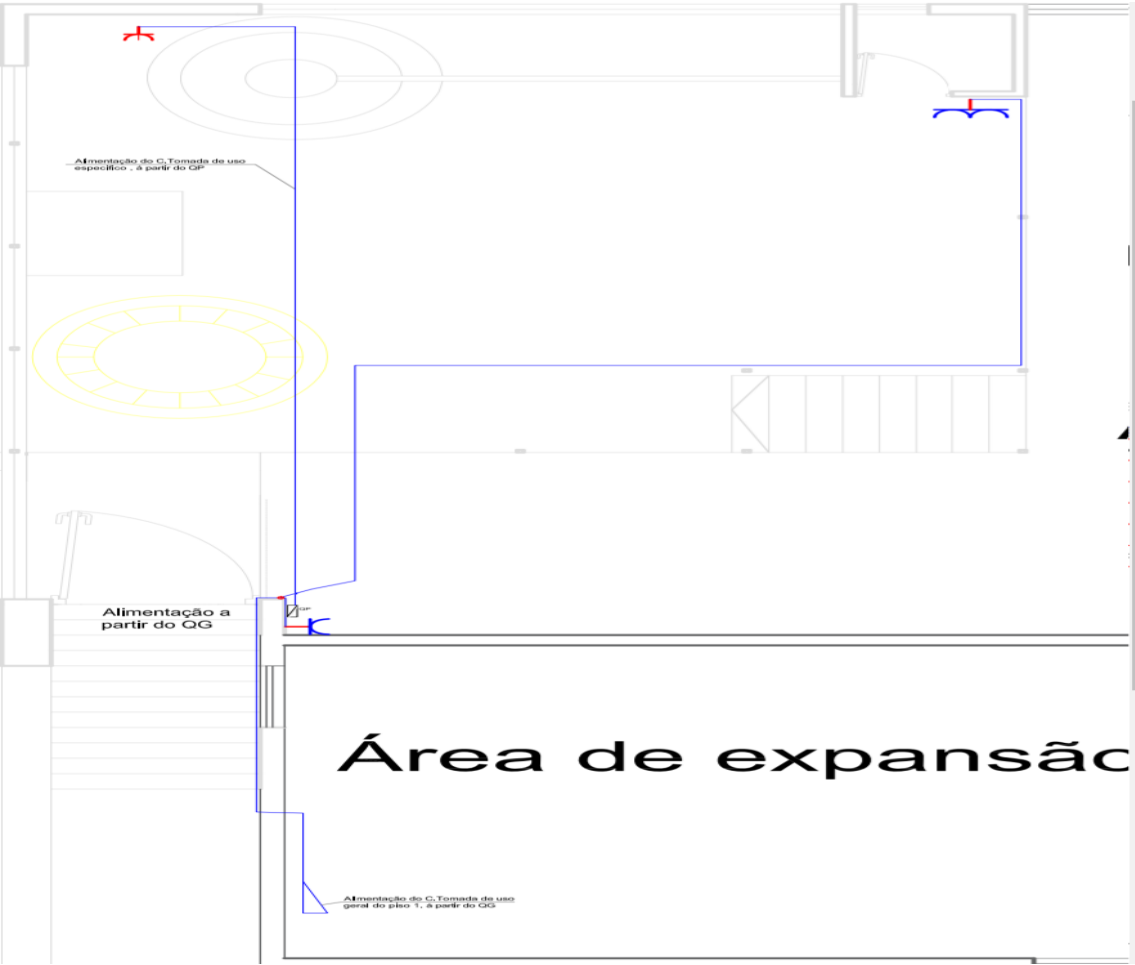 Alimentação do C.Tomada de uso
específico , à partir do QP
Alimentação a
partir do QG
QP
Área de expansão
Alimentação do C.Tomada de uso
geral do piso 1, à partir do QG